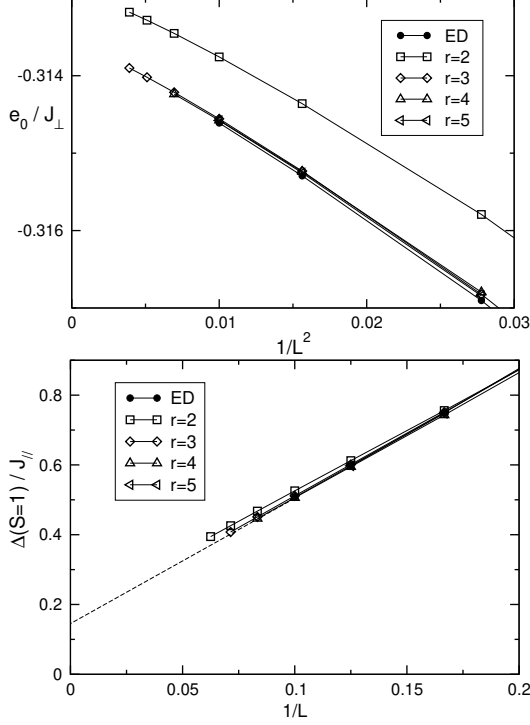 ED
r=2
r=3
r=4
r=5
-0.314
e₀ / J⊥
-0.316
0
0.01
0.02
0.03
1/L²
0.8
ED
r=2
r=3
r=4
r=5
0.6
Δ(S=1) / J//
0.4
0.2
0
0
0.05
0.1
0.15
0.2
1/L